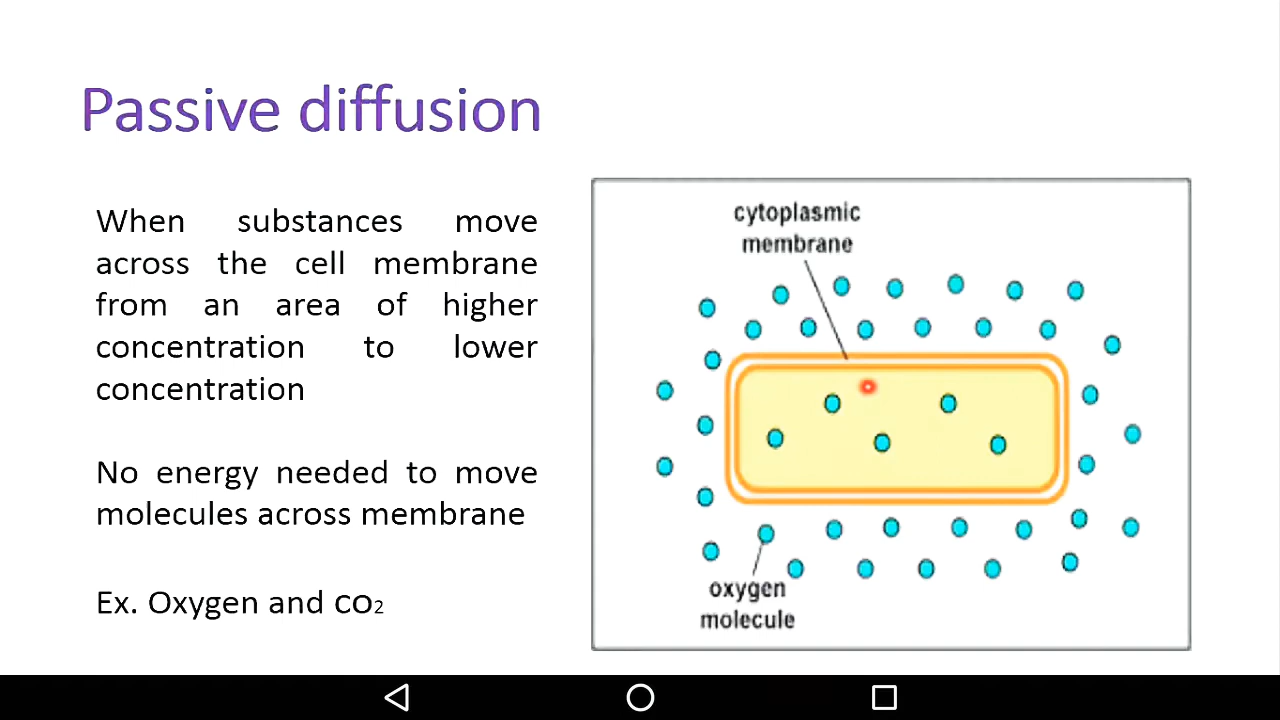 Passive diffusion
When substances move
across the cell membrane
from an area of higher
concentration to lower
concentration
No energy needed to move
molecules across membrane
Ex. Oxygen and co₂
cytoplasmic
membrane
oxygen
molecule